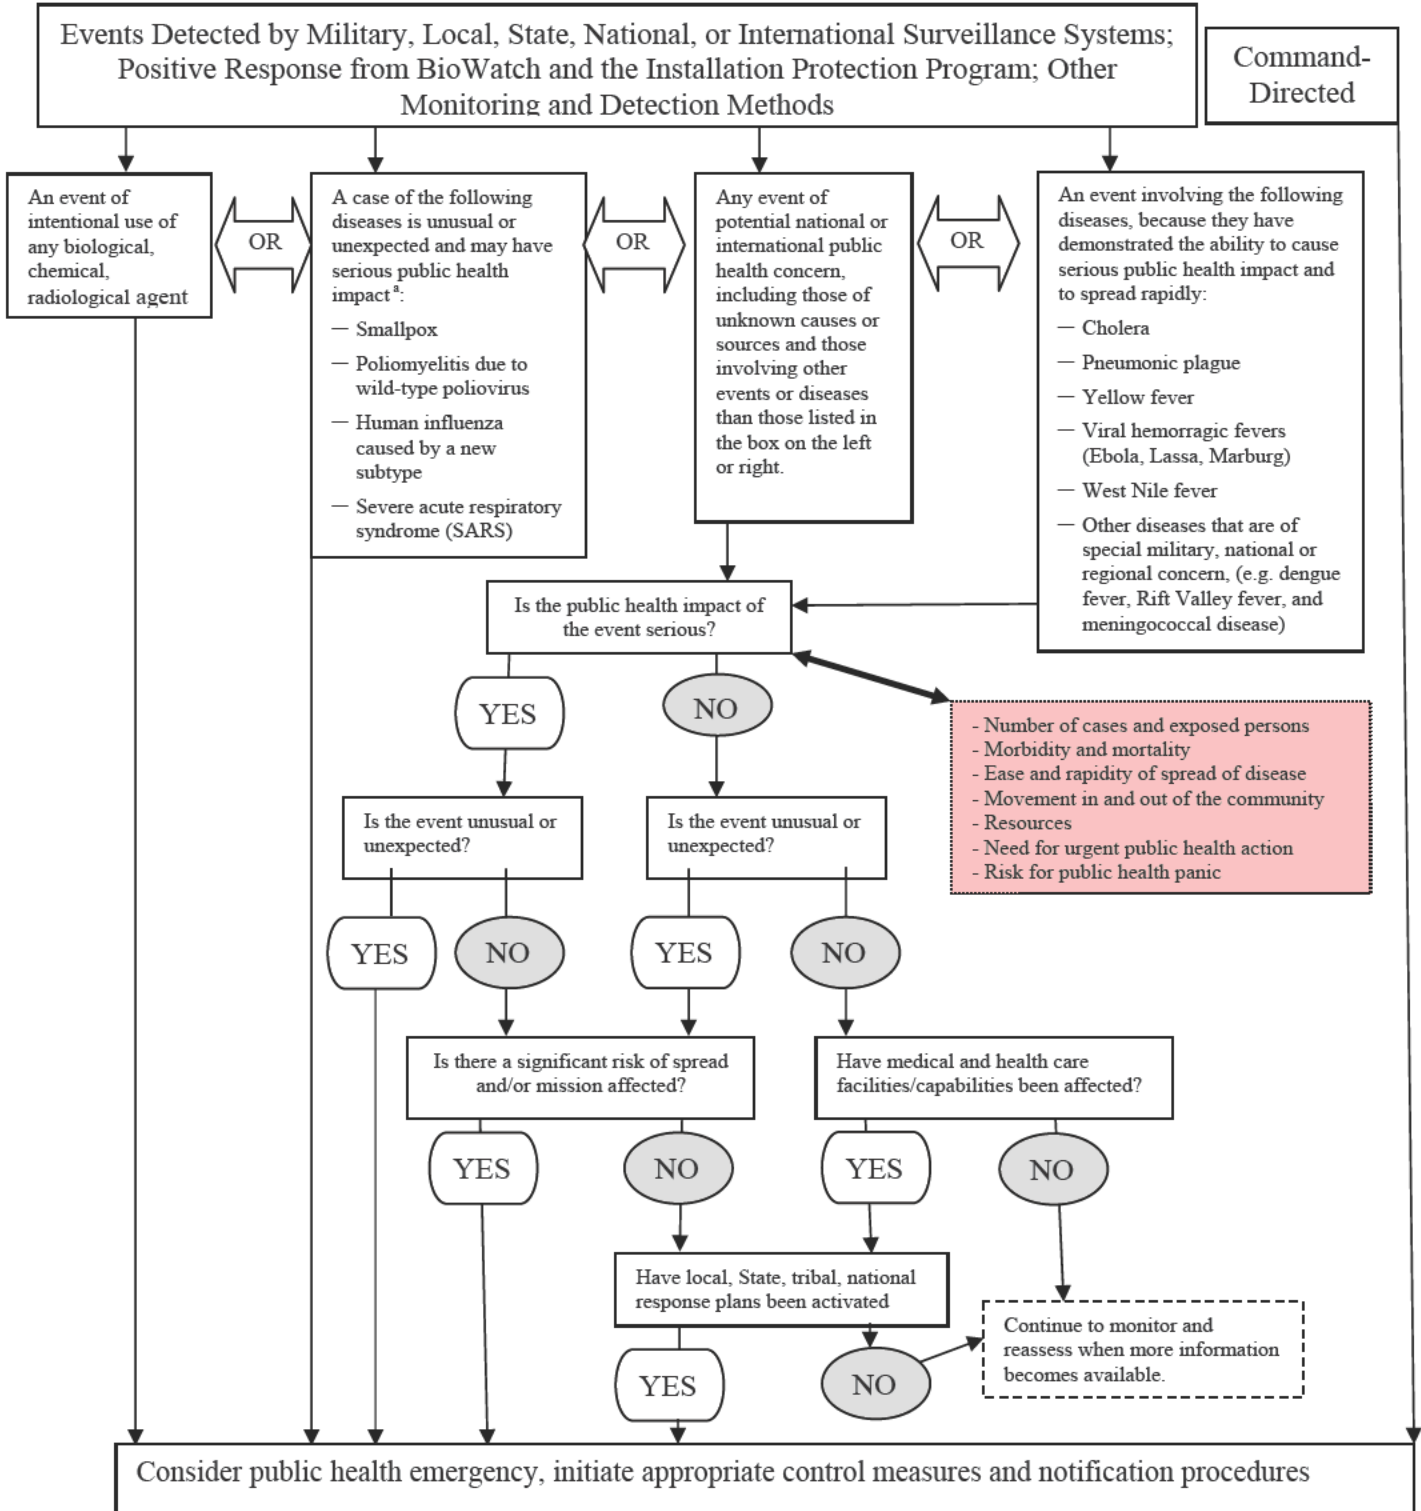 Events Detected by Military, Local, State, National, or International Surveillance Systems;
Positive Response from BioWatch and the Installation Protection Program; Other
Monitoring and Detection Methods
Command-
Directed
An event of
intentional use of
any biological,
chemical,
radiological agent
OR
A case of the following
diseases is unusual or
unexpected and may have
serious public health
impact a:
— Smallpox
— Poliomyelitis due to
wild-type poliovirus
— Human influenza
caused by a new
subtype
— Severe acute respiratory
syndrome (SARS)
OR
Any event of
potential national or
international public
health concern,
including those of
unknown causes or
sources and those
involving other
events or diseases
than those listed in
the box on the left
or right.
OR
An event involving the following
diseases, because they have
demonstrated the ability to cause
serious public health impact and
to spread rapidly:
— Cholera
— Pneumonic plague
— Yellow fever
— Viral hemorragic fevers
(Ebola, Lassa, Marburg)
— West Nile fever
— Other diseases that are of
special military, national or
regional concern, (e.g. dengue
fever, Rift Valley fever, and
meningococcal disease)
Is the public health impact of
the event serious?
YES
NO
- Number of cases and exposed persons
- Morbidity and mortality
- Ease and rapidity of spread of disease
- Movement in and out of the community
- Resources
- Need for urgent public health action
- Risk for public health panic
Is the event unusual or
unexpected?
Is the event unusual or
unexpected?
YES
NO
YES
NO
Is there a significant risk of spread
and/or mission affected?
Have medical and health care
facilities/capabilities been affected?
YES
NO
YES
NO
Have local, State, tribal, national
response plans been activated
Continue to monitor and
reassess when more information
becomes available.
YES
NO
Consider public health emergency, initiate appropriate control measures and notification procedures